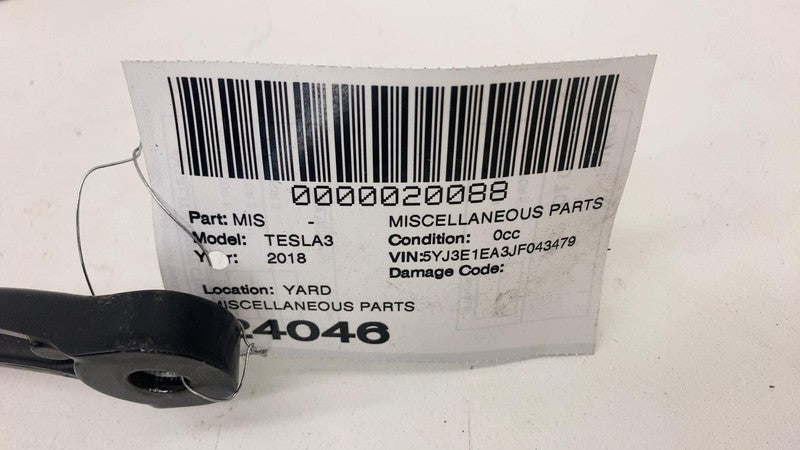 0000020088
Part: MIS - MISCELLANEOUS PARTS
Model: TESLA3 Condition: 0cc
Year: 2018 VIN:5YJ3E1EA3JF043479
Damage Code:
Location: YARD
MISCELLANEOUS PARTS
24046